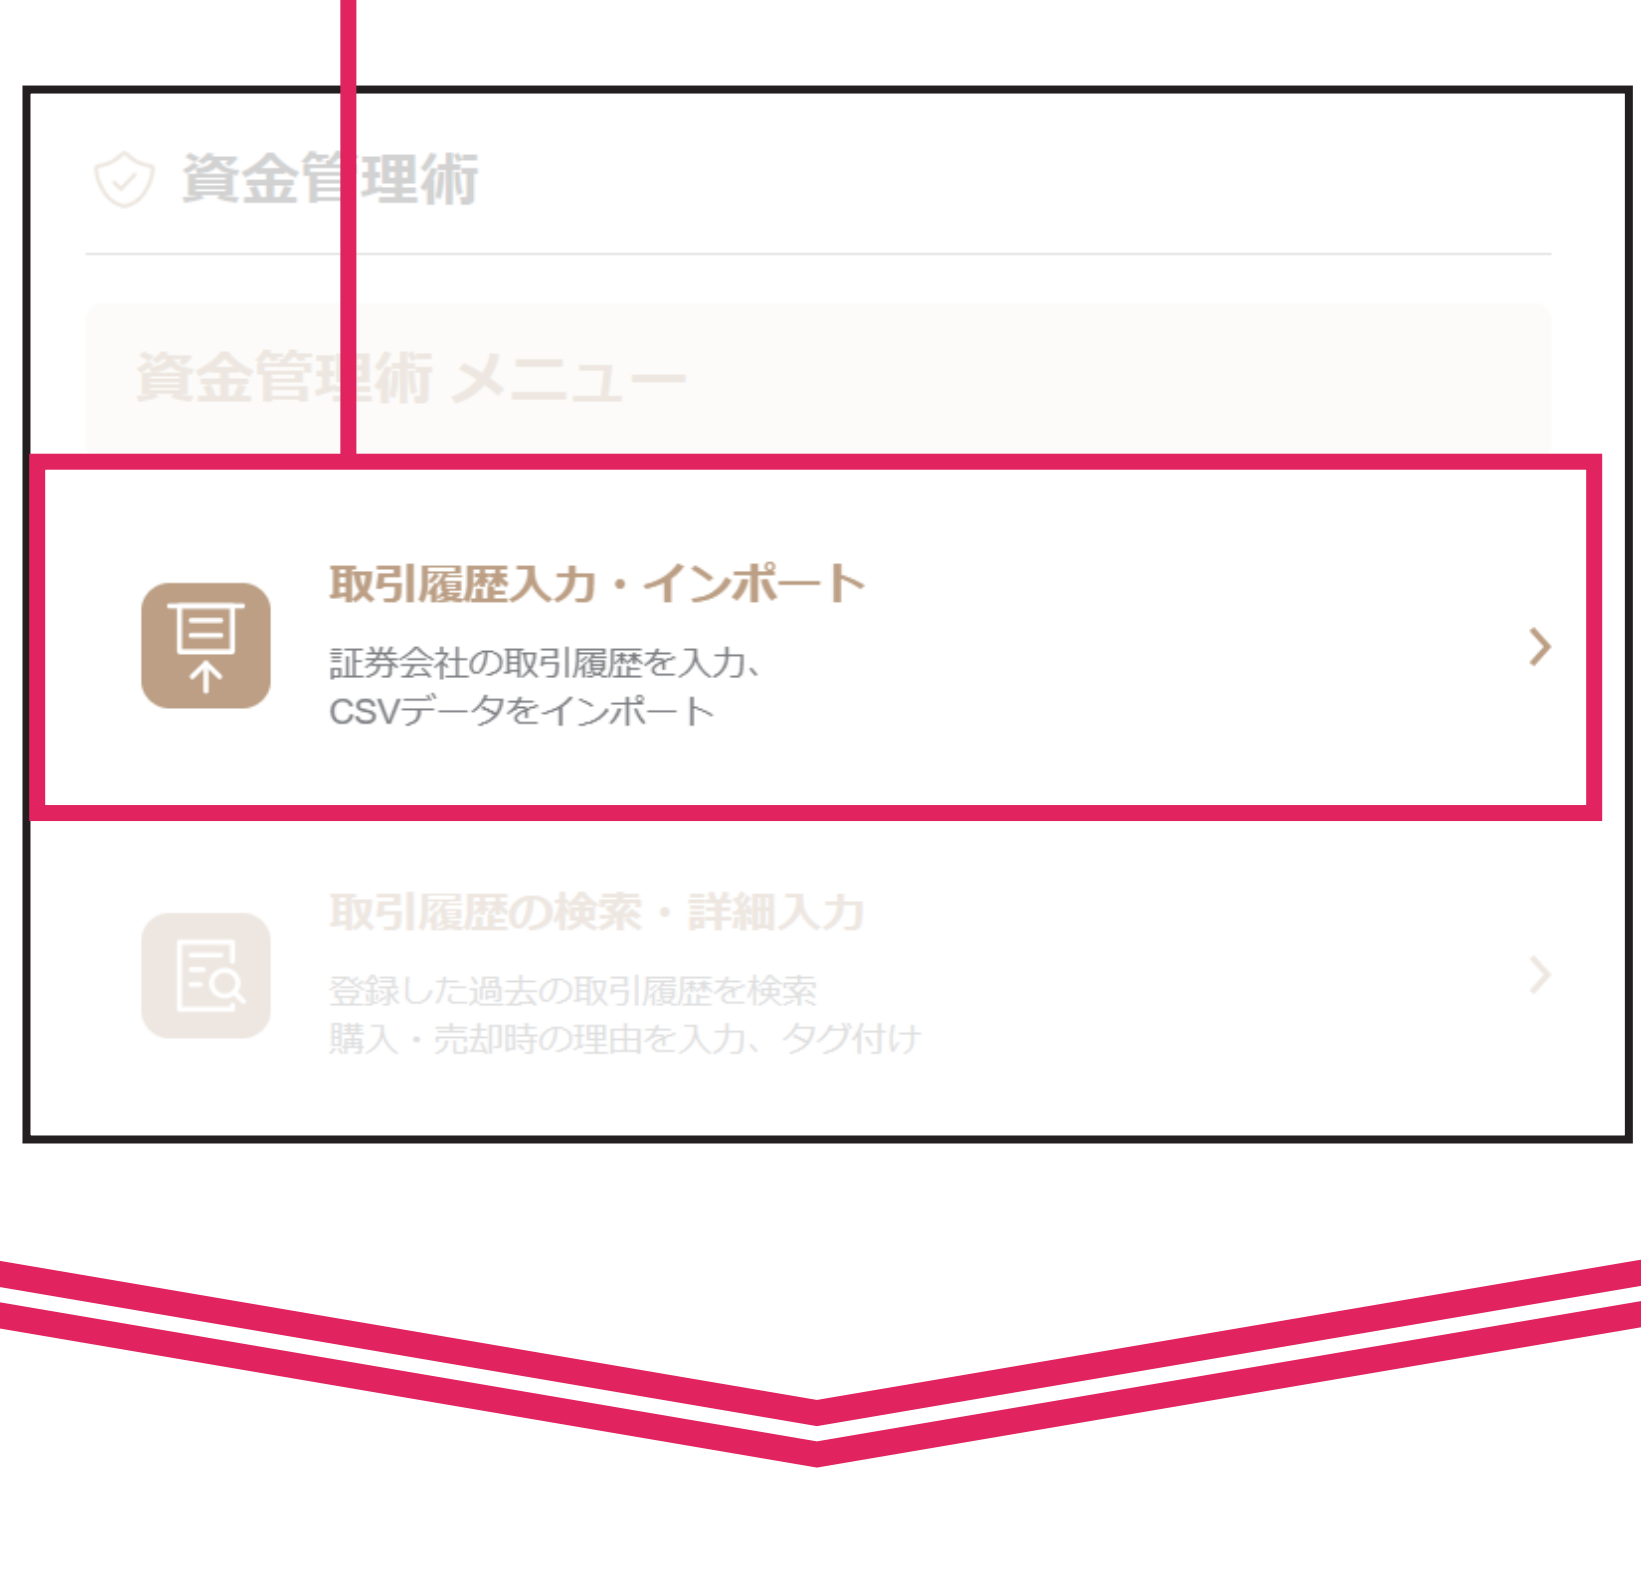 資金管理術
資金管理術 メニュー
取引履歴入力・インポート
証券会社の取引履歴を入力、
CSVデータをインポート
取引履歴の検索・詳細入力
登録した過去の取引履歴を検索
購入・売却時の理由を入力、タグ付け